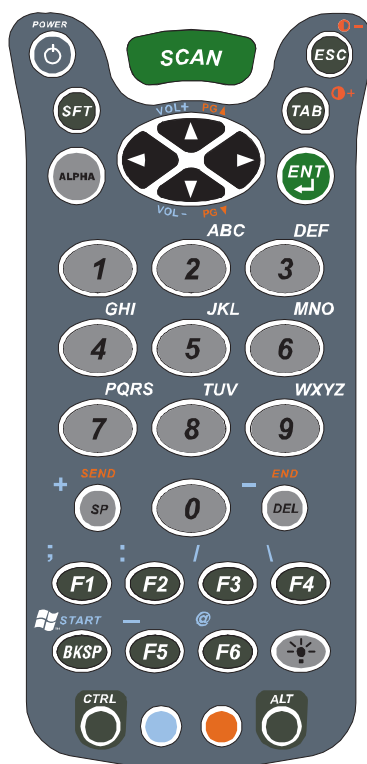 POWER
SCAN
ESC
–
SFT
VOL+ PG
TAB
+
ALPHA
ENT
VOL- PG
ABC DEF
1 2 3
GHI JKL MNO
4 5 6
PQRS TUV WXYZ
7 8 9
+ SEND – END
SP 0 DEL
; : / \
F1 F2 F3 F4
START – @
BKSP F5 F6
CTRL ALT